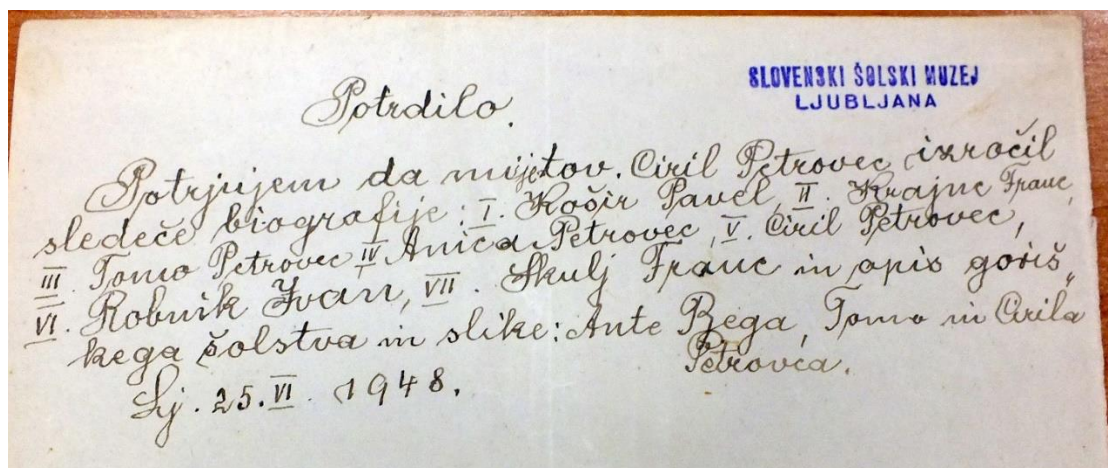 SLOVENSKI ŠOLSKI MUZEJ
LJUBLJANA
Potrdilo.
Potrjujem da mi je tov. Ciril Petrovec izročil
sledeče biografije: I. Košir Pavel, II. Krajnc Franc,
III. Tomo Petrovec IV Anica Petrovec, V. Ciril Petrovec,
VI. Robnik Ivan, VII. Skulj Franc in opis goriš„
kega šolstva in slike: Ante Bega, Tomo in Cirila
Petrovca.
Lj. 25. VI. 1948.